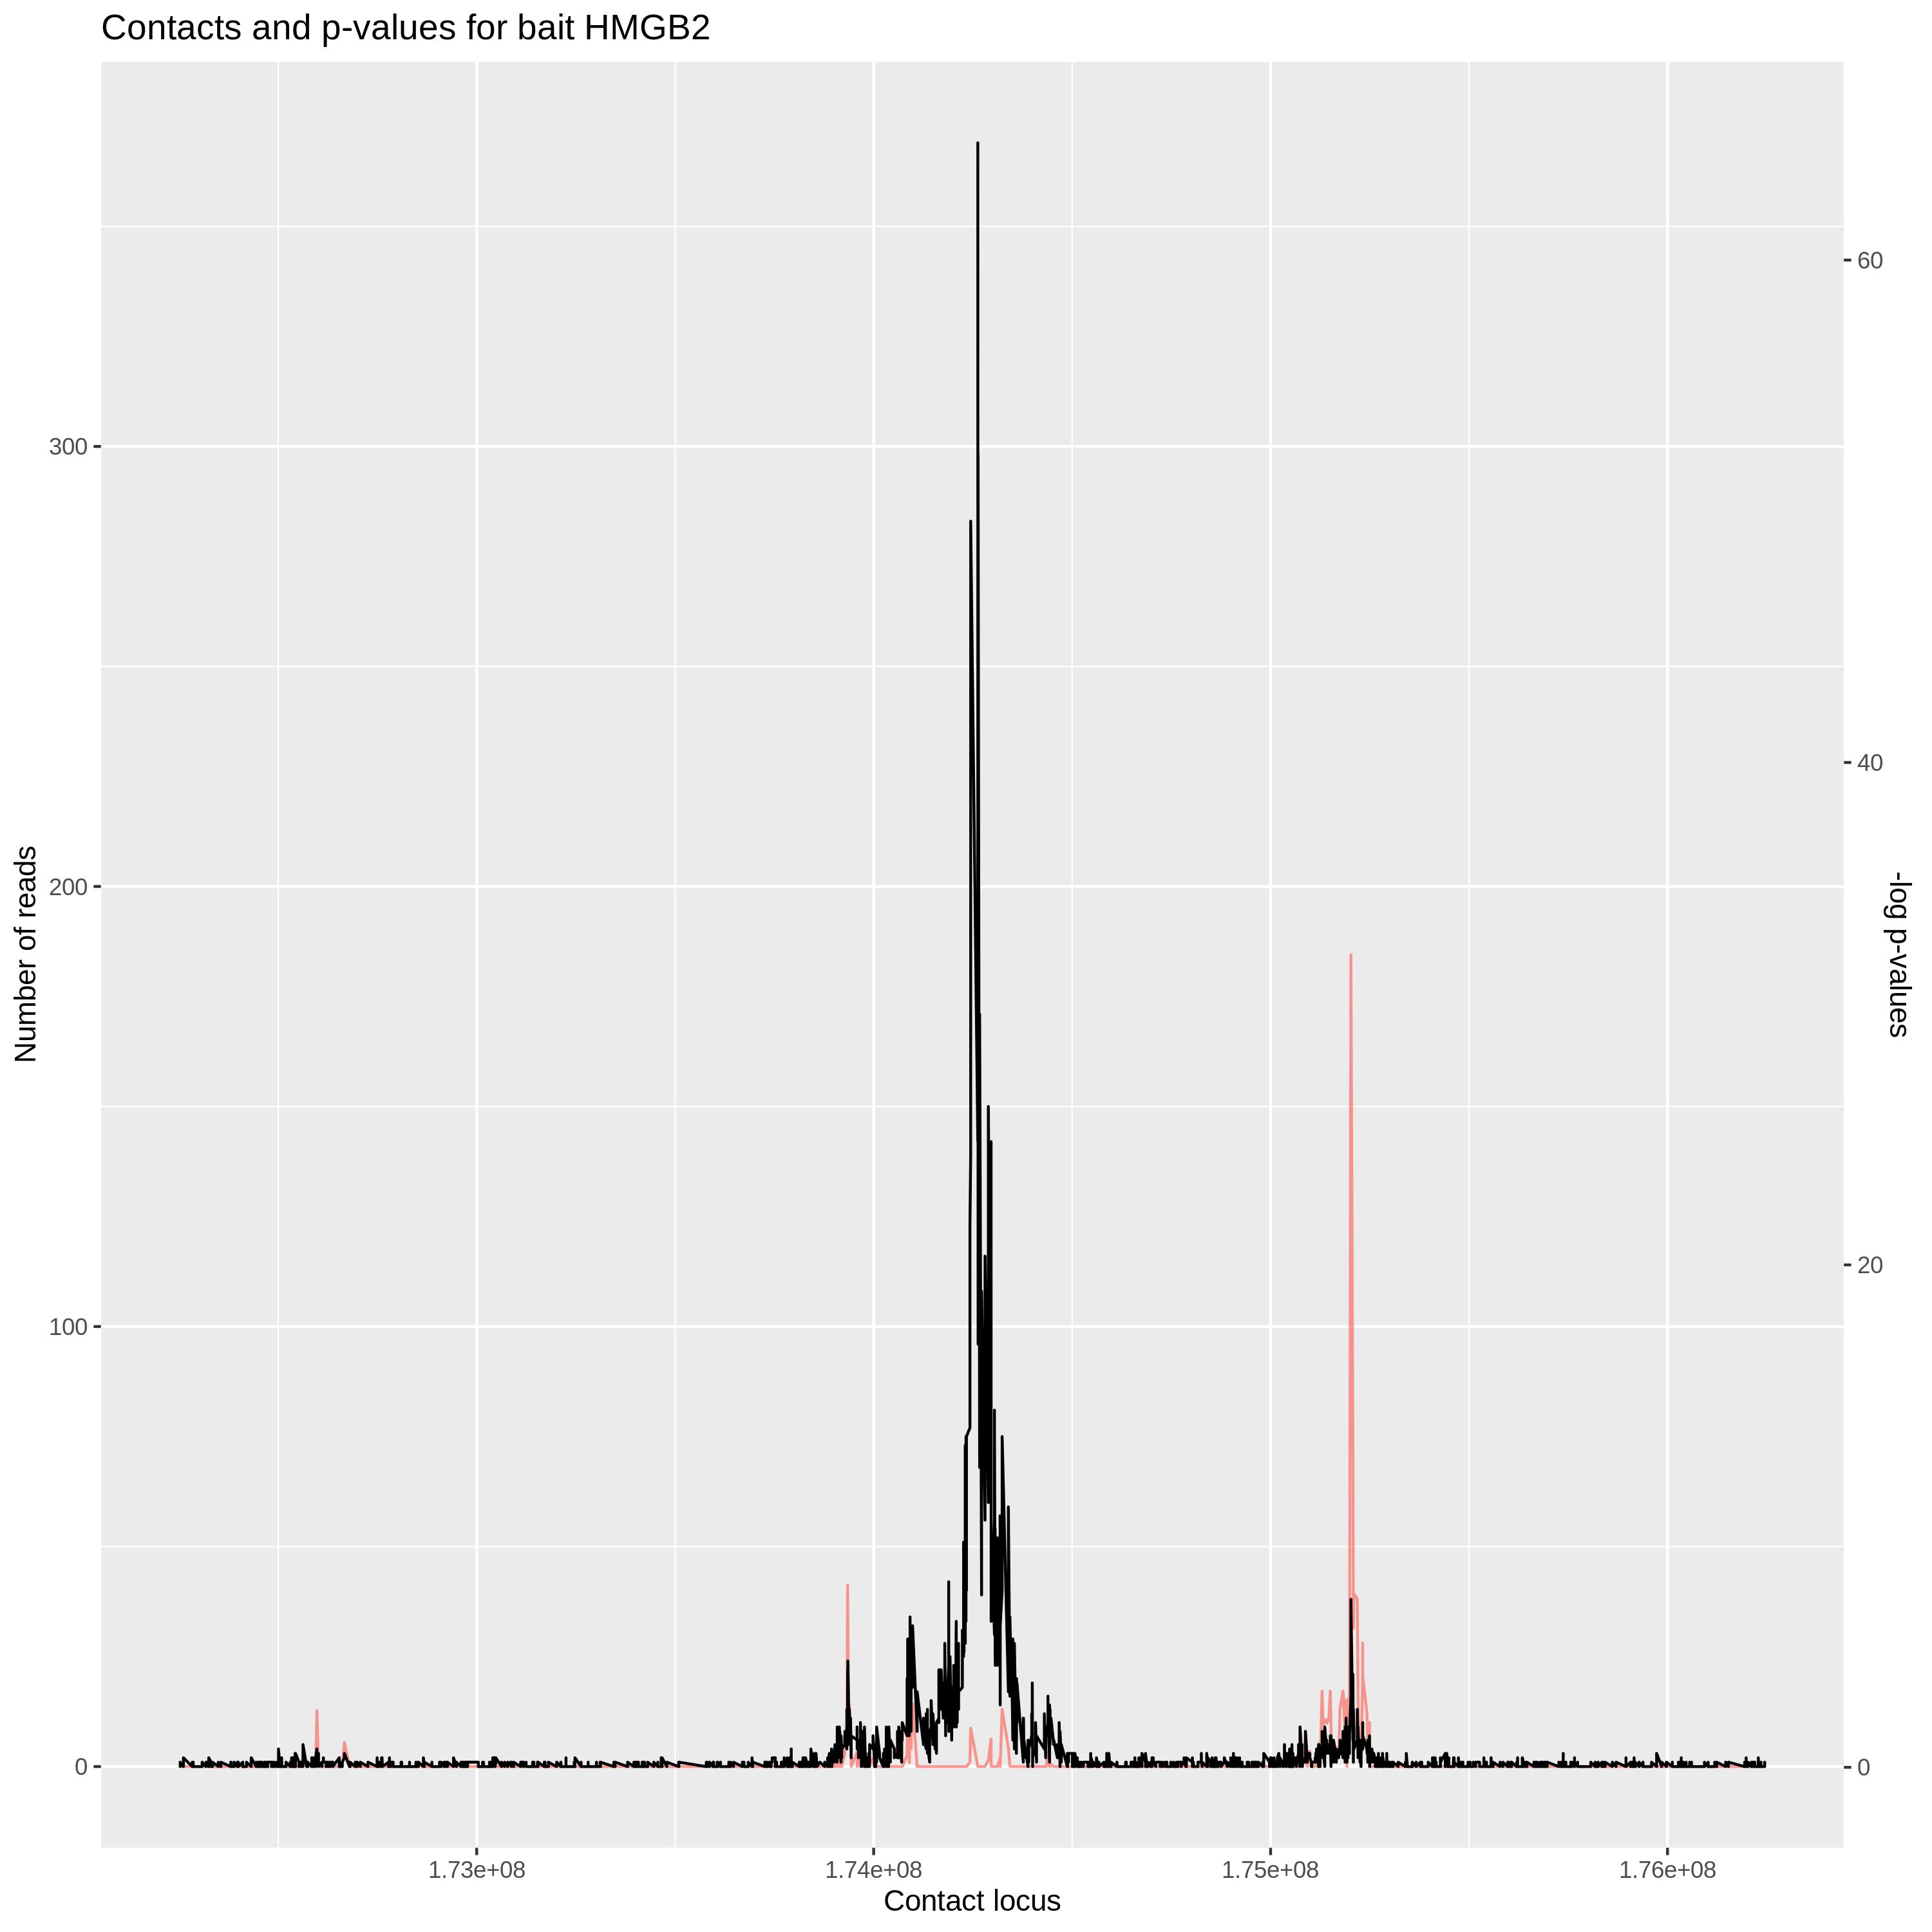 Contacts and p-values for bait HMGB2
Number of reads
300
200
100
0
60
40
20
0
-log p-values
1.73e+08
1.74e+08
1.75e+08
1.76e+08
Contact locus